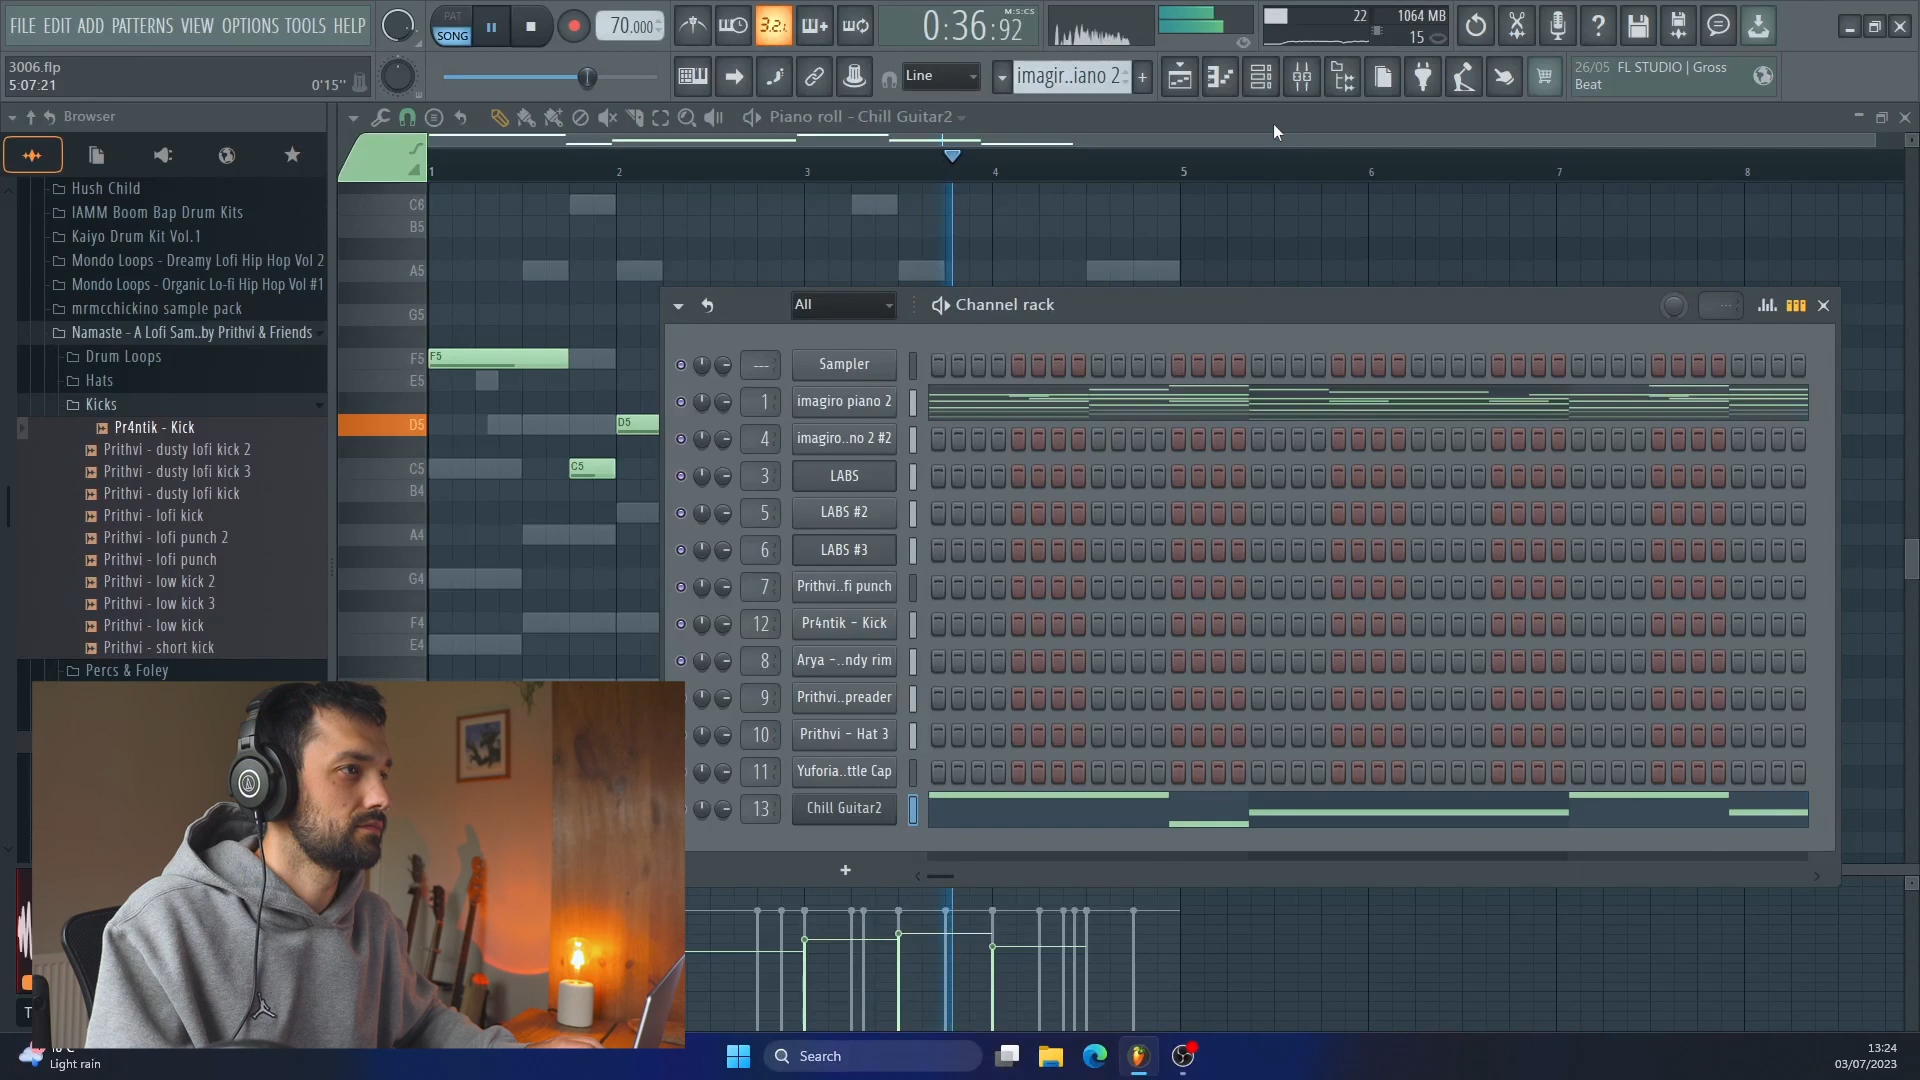 FILE EDIT ADD PATTERNS VIEW OPTIONS TOOLS HELP
PAT
SONG
70.000
3.2.
0:36:92
M:S:CS
22
1064 MB
15
3006.flp
5:07:21
0'15''
Line
imagir..iano 2
26/05 FL STUDIO | Gross
Beat
Browser
Piano roll - Chill Guitar2
Hush Child
IAMM Boom Bap Drum Kits
Kaiyo Drum Kit Vol.1
Mondo Loops - Dreamy Lofi Hip Hop Vol 2
Mondo Loops - Organic Lo-fi Hip Hop Vol #1
mrmcchickino sample pack
Namaste - A Lofi Sam..by Prithvi & Friends
Drum Loops
Hats
Kicks
Pr4ntik - Kick
Prithvi - dusty lofi kick 2
Prithvi - dusty lofi kick 3
Prithvi - dusty lofi kick
Prithvi - lofi kick
Prithvi - lofi punch 2
Prithvi - lofi punch
Prithvi - low kick 2
Prithvi - low kick 3
Prithvi - low kick
Prithvi - short kick
Percs & Foley
1 2 3 4 5 6 7 8
C6
B5
A5
G5
F5 F5
E5
D5 D5
C5 C5
B4
A4
G4
F4
E4
All
Channel rack
--- Sampler
1 imagiro piano 2
4 imagiro..no 2 #2
3 LABS
5 LABS #2
6 LABS #3
7 Prithvi..fi punch
12 Pr4ntik - Kick
8 Arya -..ndy rim
9 Prithvi..preader
10 Prithvi - Hat 3
11 Yuforia..ttle Cap
13 Chill Guitar2
Light rain
Search
13:24
03/07/2023